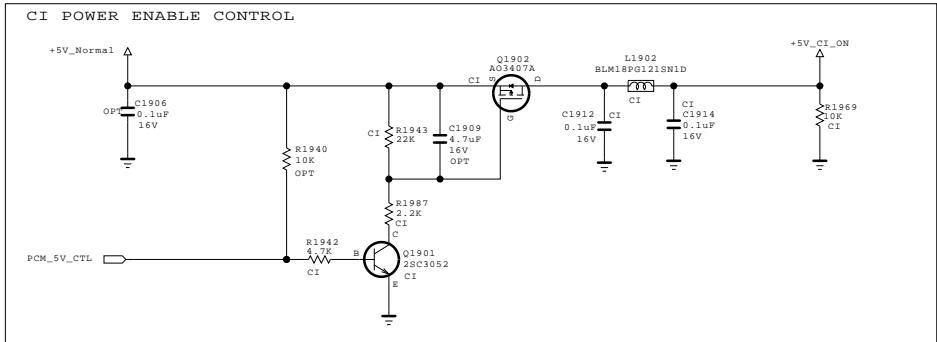 CI POWER ENABLE CONTROL
+5V_Normal
Q1902
AO3407A
L1902
BLM18PG121SN1D
+5V_CI_ON
CI
S
D
G
CI
OPT
C1906
0.1uF
16V
R1940
10K
OPT
CI
R1943
22K
C1909
4.7uF
16V
OPT
C1912
0.1uF
16V
CI
CI
C1914
0.1uF
16V
R1969
10K
CI
R1987
2.2K
CI
C
PCM_5V_CTL
R1942
4.7K
CI
B
Q1901
2SC3052
CI
E